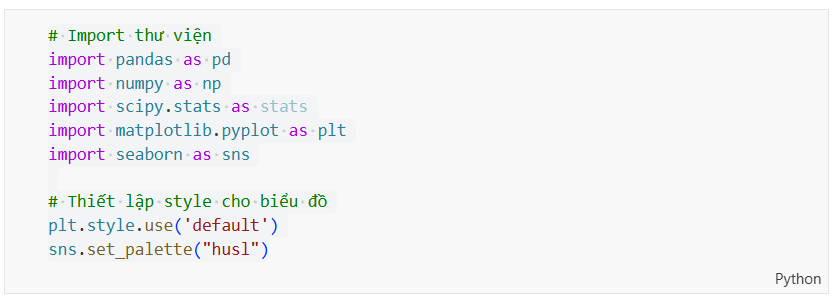 # Import thư viện
import pandas as pd
import numpy as np
import scipy.stats as stats
import matplotlib.pyplot as plt
import seaborn as sns
# Thiết lập style cho biểu đồ
plt.style.use('default')
sns.set_palette("husl")
Python